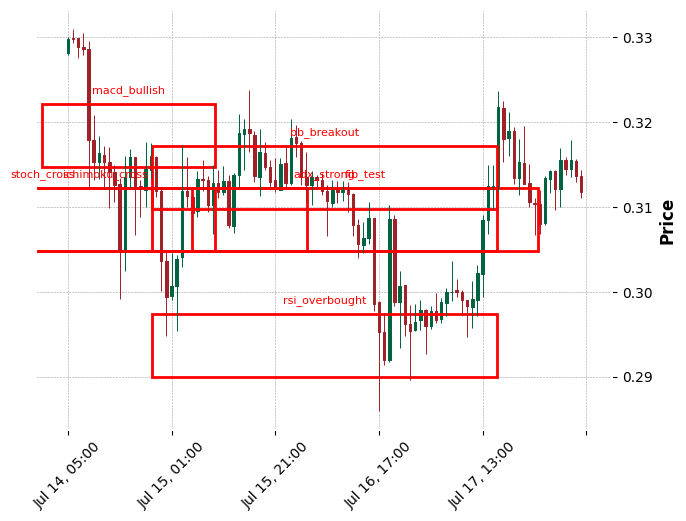 0.33
macd_bullish
0.32
bb_breakout
stoch_cross
ichimoku_cross
adx_strong
fib_test
0.31
Price
0.30
rsi_overbought
0.29
Jul 14, 05:00
Jul 15, 01:00
Jul 15, 21:00
Jul 16, 17:00
Jul 17, 13:00